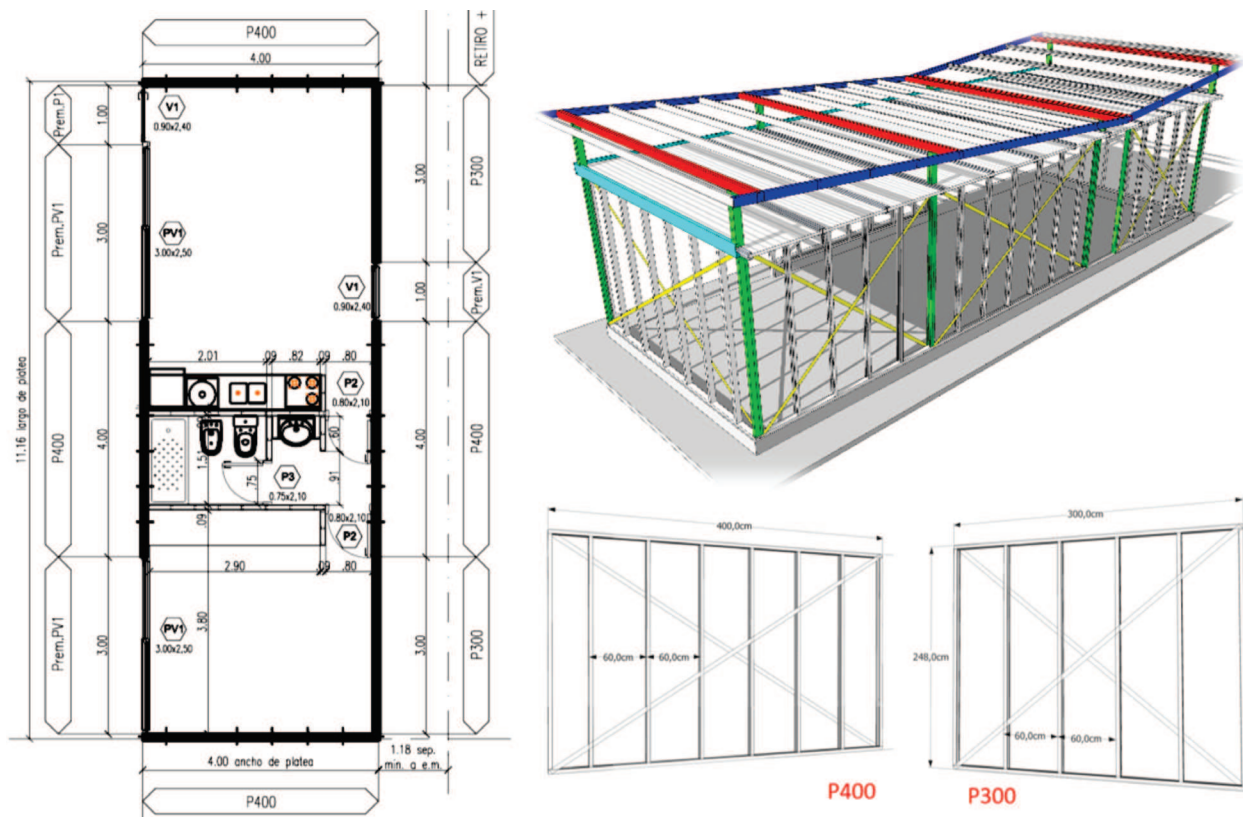 P400
4.00
RETIRO +
Prem.P1
1.00
V1
0.90x2,40
3.00
P300
Prem.PV1
3.00
PV1
3.00x2,50
V1
0.90x2,40
1.00
Prem.V1
11.16 largo de platea
2.01
.09
.82
.09
.80
P2
0.80x2,10
P400
4.00
1.51
.60
.75
P3
0.75x2,10
.91
4.00
P400
.09
0.80x2,10
P2
2.90
.09
.80
Prem.PV1
3.00
PV1
3.00x2,50
3.80
3.00
P300
4.00 ancho de platea
1.18 sep.
mín. a e.m.
P400
400,0cm
60,0cm
60,0cm
P400
300,0cm
248,0cm
60,0cm
60,0cm
P300